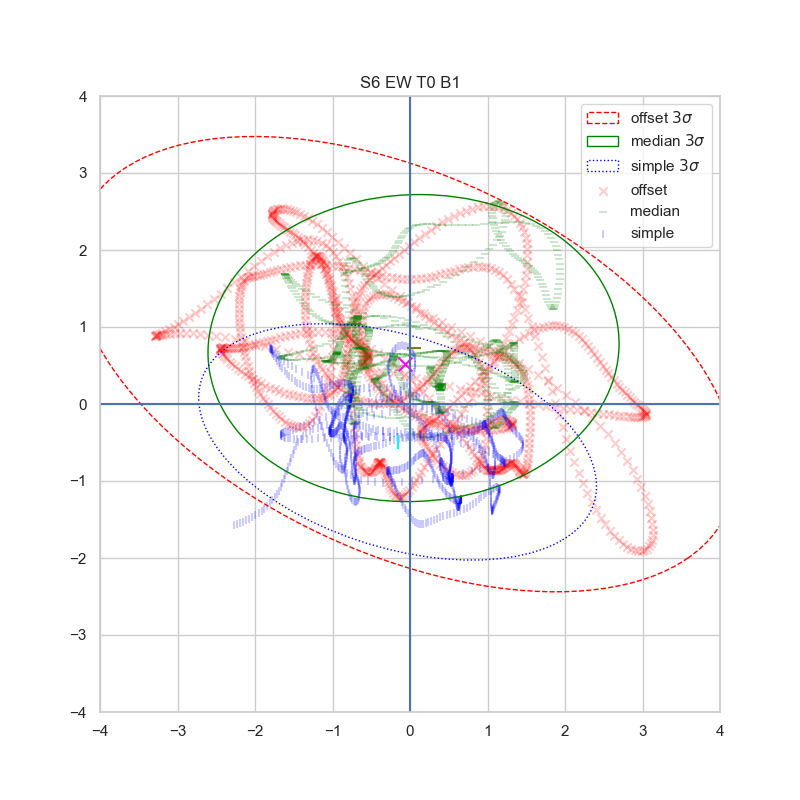 S6 EW T0 B1
offset 3σ
median 3σ
simple 3σ
offset
median
simple
4
3
2
1
0
−1
−2
−3
−4
−4 −3 −2 −1 0 1 2 3 4